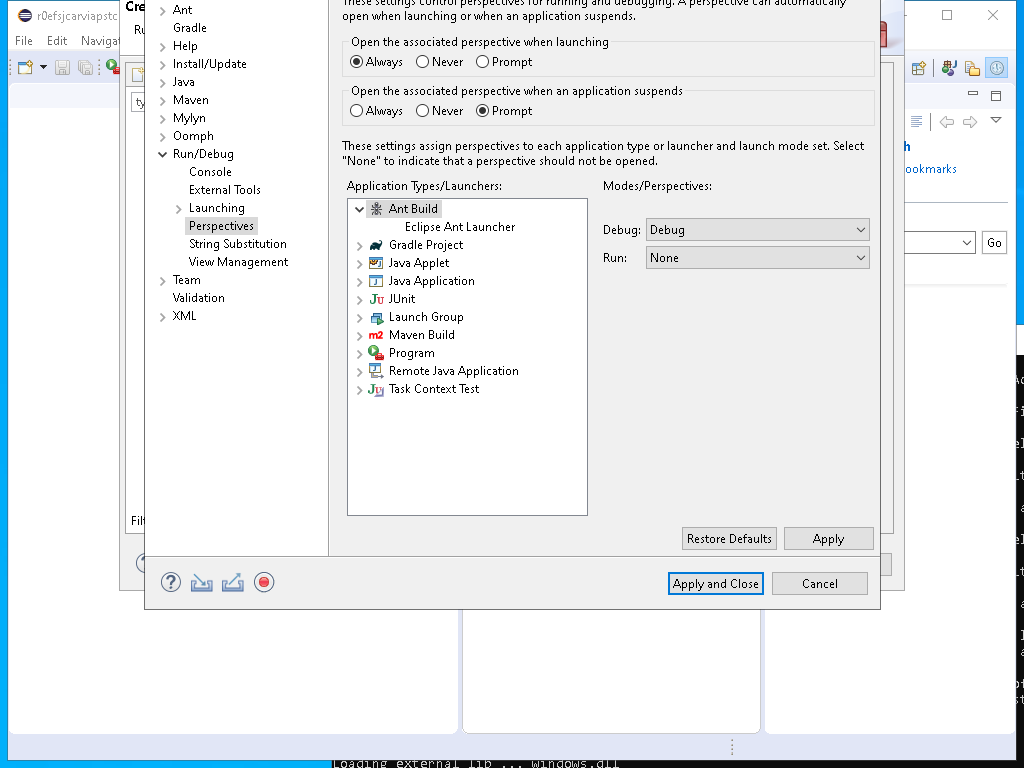 r0efsjcarviapstc
File Edit Navigat
Cre
Ru
Ant
Gradle
Help
Install/Update
Java
Maven
Mylyn
Oomph
Run/Debug
Console
External Tools
Launching
Perspectives
String Substitution
View Management
Team
Validation
XML
These settings control perspectives for running and debugging. A perspective can automatically
open when launching or when an application suspends.
Open the associated perspective when launching
Always Never Prompt
Open the associated perspective when an application suspends
Always Never Prompt
These settings assign perspectives to each application type or launcher and launch mode set. Select
"None" to indicate that a perspective should not be opened.
Application Types/Launchers:
Modes/Perspectives:
Ant Build
Eclipse Ant Launcher
Gradle Project
Java Applet
Java Application
JUnit
Launch Group
Maven Build
Program
Remote Java Application
Task Context Test
Debug: Debug
Run: None
Restore Defaults Apply
Apply and Close Cancel
ty
Filt
ookmarks
Go
Loading external lib ... Windows.dll